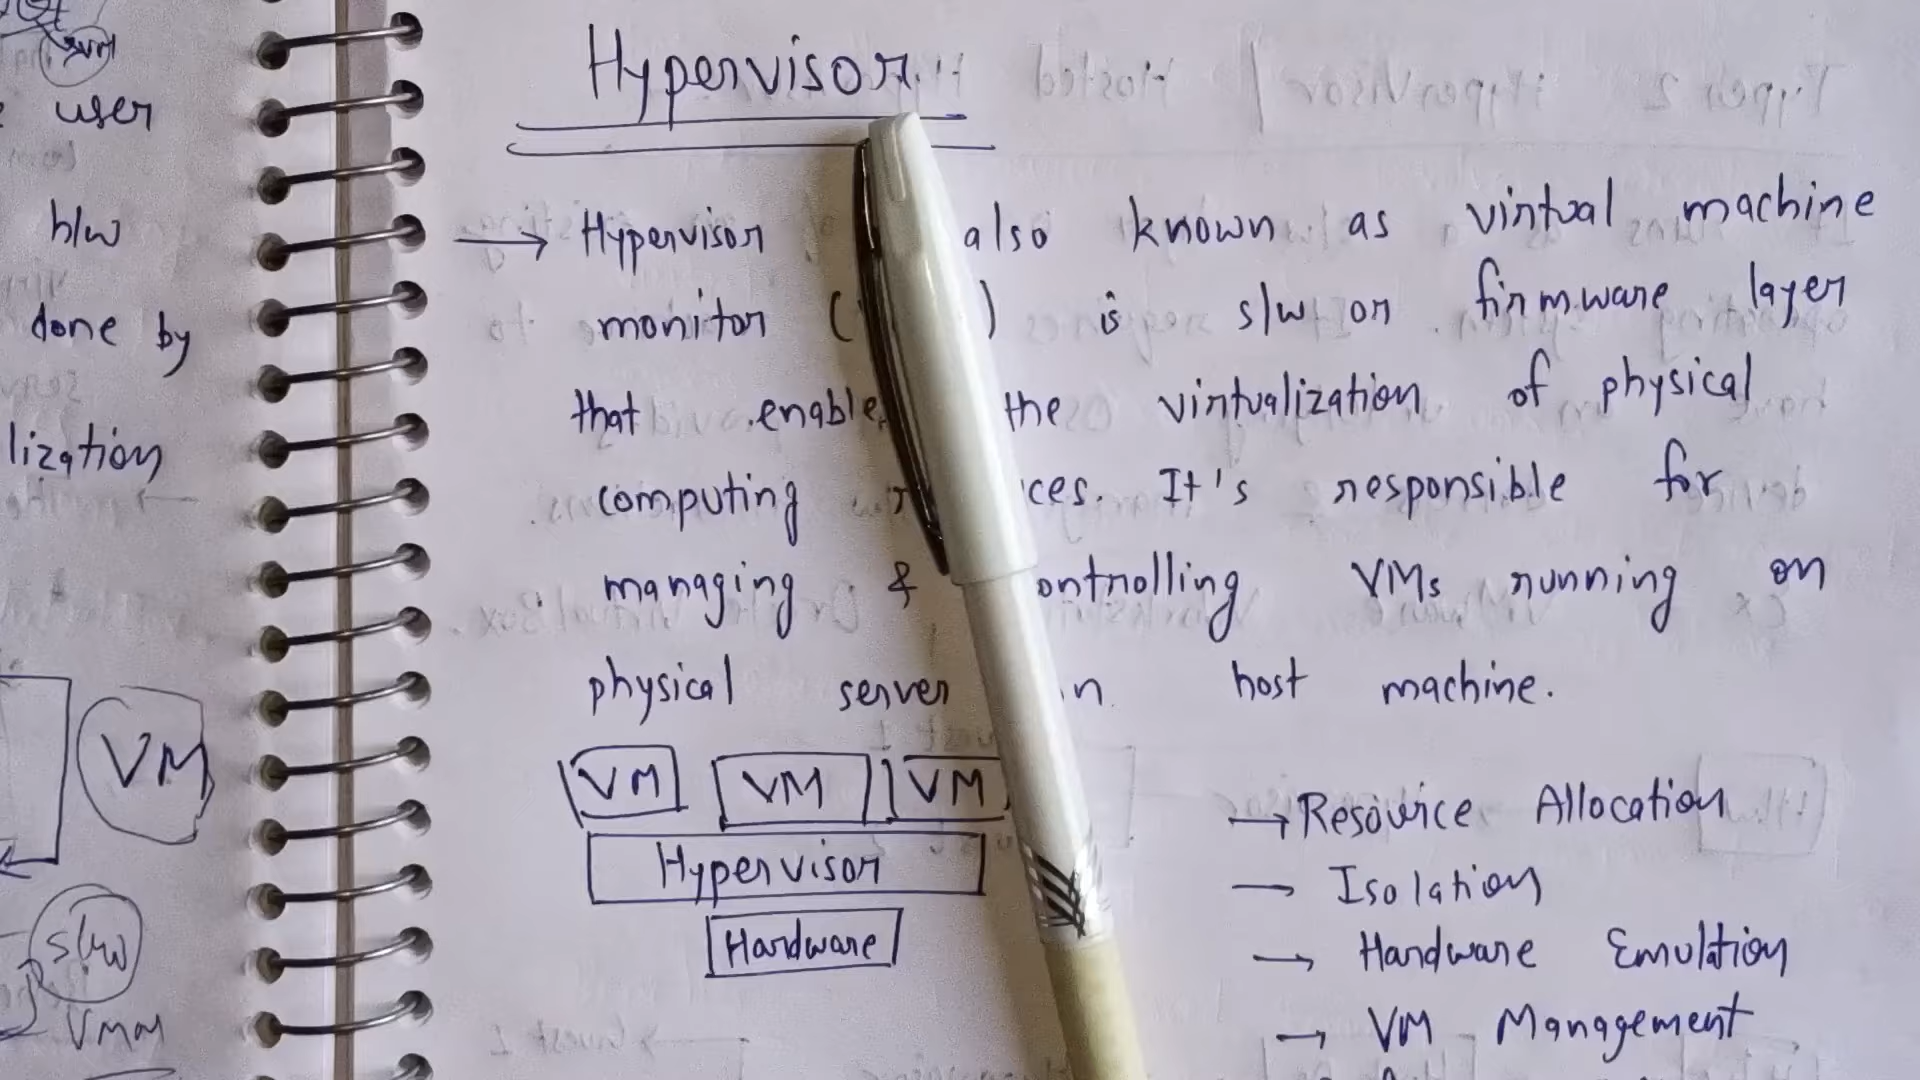 user
h/w
done by
lization
VM
s/w
VMM
Hypervisor
→ Hypervisor also known as virtual machine
monitor ( ) is s/w or firmware layer
that enable the virtualization of physical
computing r ces. It's responsible for
managing & ontrolling VMs running on
physical server n host machine.
VM VM VM
Hypervisor
Hardware
→ Resource Allocation
→ Isolation
→ Hardware Emultion
→ VM Management